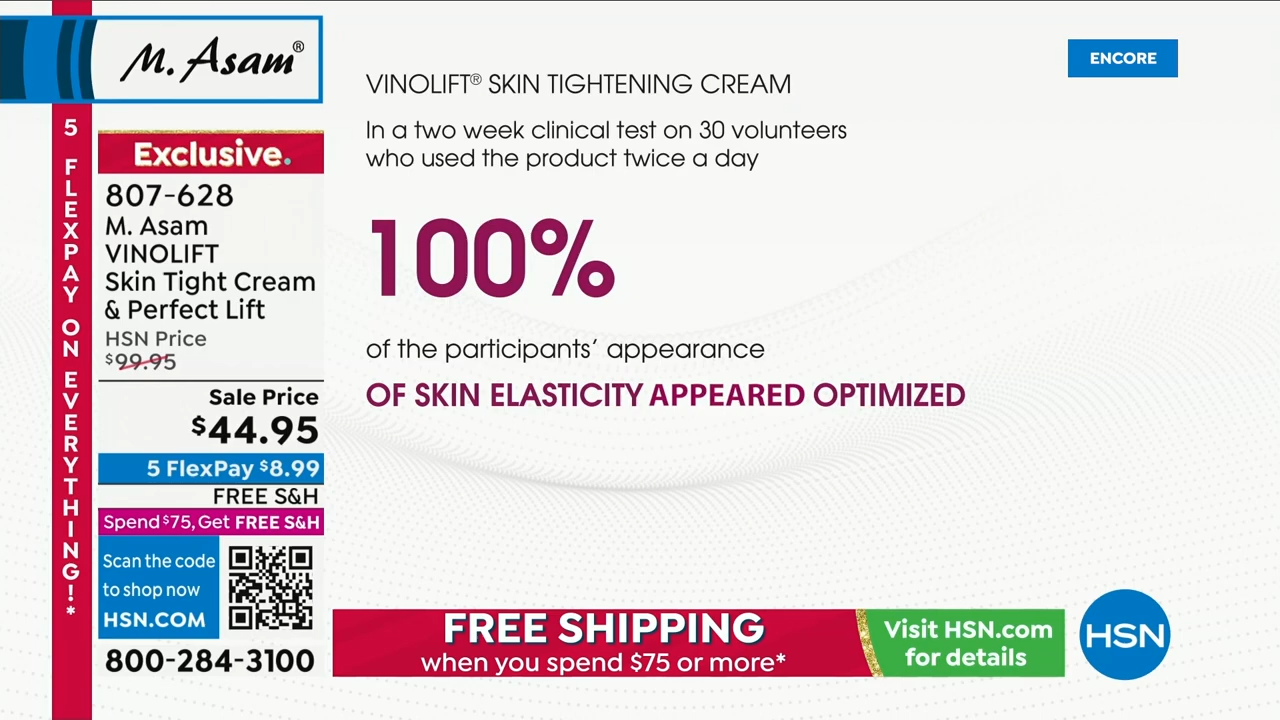 M. Asam®
ENCORE
VINOLIFT® SKIN TIGHTENING CREAM
In a two week clinical test on 30 volunteers
who used the product twice a day
100%
of the participants’ appearance
OF SKIN ELASTICITY APPEARED OPTIMIZED
5 FLEXPAY ON EVERYTHING!*
Exclusive.
807-628
M. Asam
VINOLIFT
Skin Tight Cream
& Perfect Lift
HSN Price
$99.95
Sale Price
$44.95
5 FlexPay $8.99
FREE S&H
Spend $75, Get FREE S&H
Scan the code
to shop now
HSN.COM
800-284-3100
FREE SHIPPING
when you spend $75 or more*
Visit HSN.com
for details
HSN